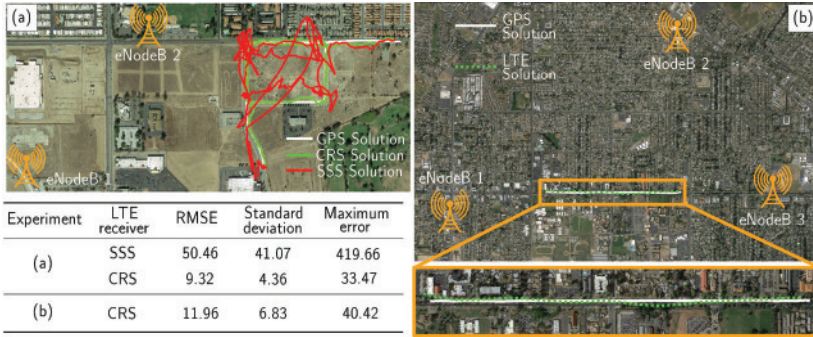 (a)
eNodeB 2
eNodeB 1
GPS Solution
CRS Solution
SSS Solution
Experiment LTE receiver RMSE Standard deviation Maximum error
(a) SSS 50.46 41.07 419.66
CRS 9.32 4.36 33.47
(b) CRS 11.96 6.83 40.42
(b)
GPS
Solution
LTE
Solution
eNodeB 2
eNodeB 1
eNodeB 3